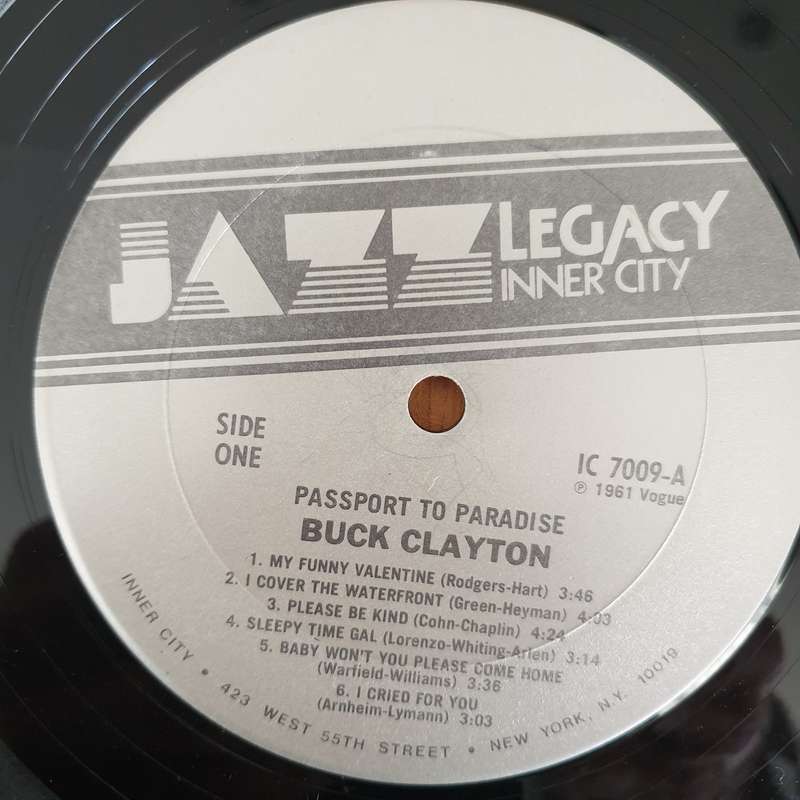 JAZZ LEGACY
INNER CITY
SIDE
ONE
IC 7009-A
℗ 1961 Vogue
PASSPORT TO PARADISE
BUCK CLAYTON
1. MY FUNNY VALENTINE (Rodgers-Hart) 3:46
2. I COVER THE WATERFRONT (Green-Heyman) 4:03
3. PLEASE BE KIND (Cohn-Chaplin) 4:24
4. SLEEPY TIME GAL (Lorenzo-Whiting-Arlen) 3:14
5. BABY WON'T YOU PLEASE COME HOME
(Warfield-Williams) 3:36
6. I CRIED FOR YOU
(Arnheim-Lymann) 3:03
INNER CITY • 423 WEST 55TH STREET • NEW YORK, N.Y. 10019